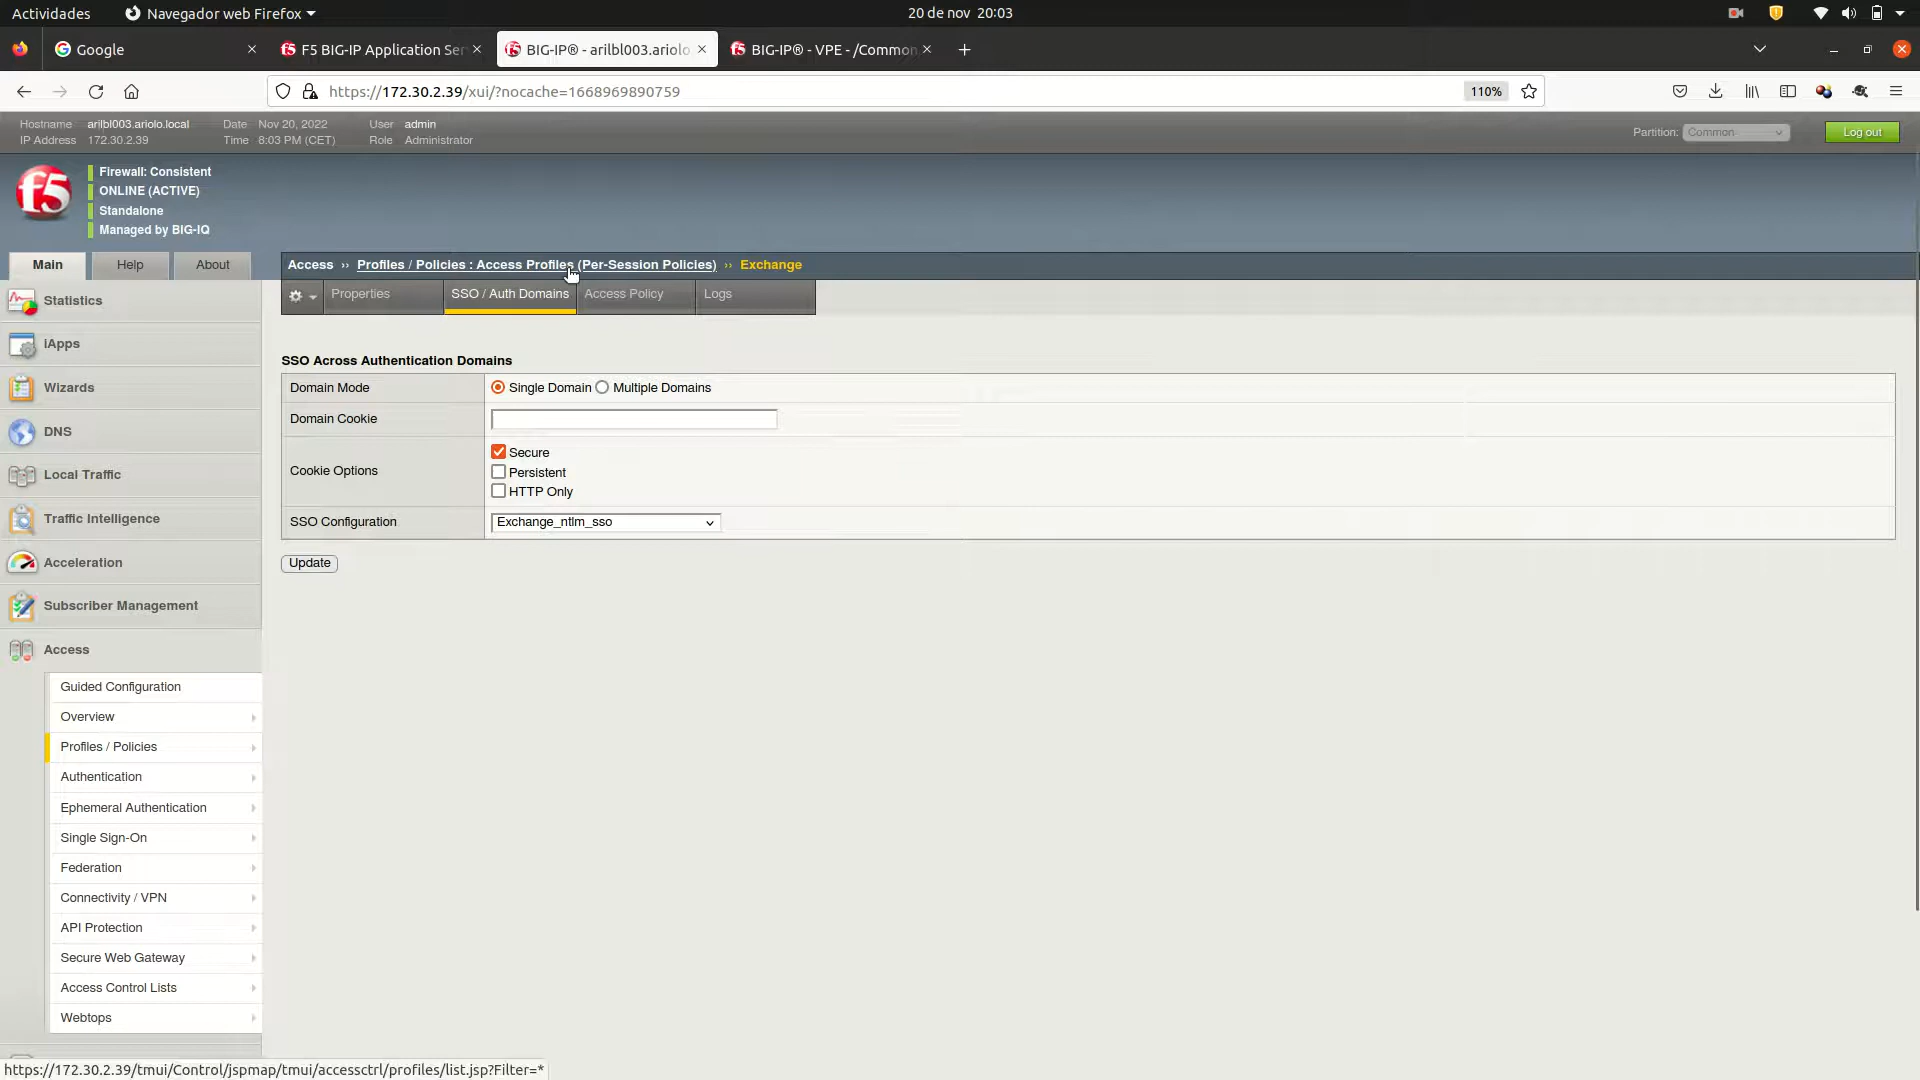 Actividades Navegador web Firefox 20 de nov 20:03
Google F5 BIG-IP Application Ser BIG-IP® - arilbl003.ariolo BIG-IP® - VPE - /Common
https://172.30.2.39/xui/?nocache=1668969890759 110%
Hostname arilbl003.ariolo.local Date Nov 20, 2022 User admin
IP Address 172.30.2.39 Time 8:03 PM (CET) Role Administrator
Partition: Common Log out
f5
Firewall: Consistent
ONLINE (ACTIVE)
Standalone
Managed by BIG-IQ
Main Help About
Access ›› Profiles / Policies : Access Profiles (Per-Session Policies) ›› Exchange
Properties SSO / Auth Domains Access Policy Logs
Statistics
iApps
Wizards
DNS
Local Traffic
Traffic Intelligence
Acceleration
Subscriber Management
Access
Guided Configuration
Overview
Profiles / Policies
Authentication
Ephemeral Authentication
Single Sign-On
Federation
Connectivity / VPN
API Protection
Secure Web Gateway
Access Control Lists
Webtops
SSO Across Authentication Domains
Domain Mode Single Domain Multiple Domains
Domain Cookie
Cookie Options
Secure
Persistent
HTTP Only
SSO Configuration Exchange_ntlm_sso
Update
https://172.30.2.39/tmui/Control/jspmap/tmui/accessctrl/profiles/list.jsp?Filter=*